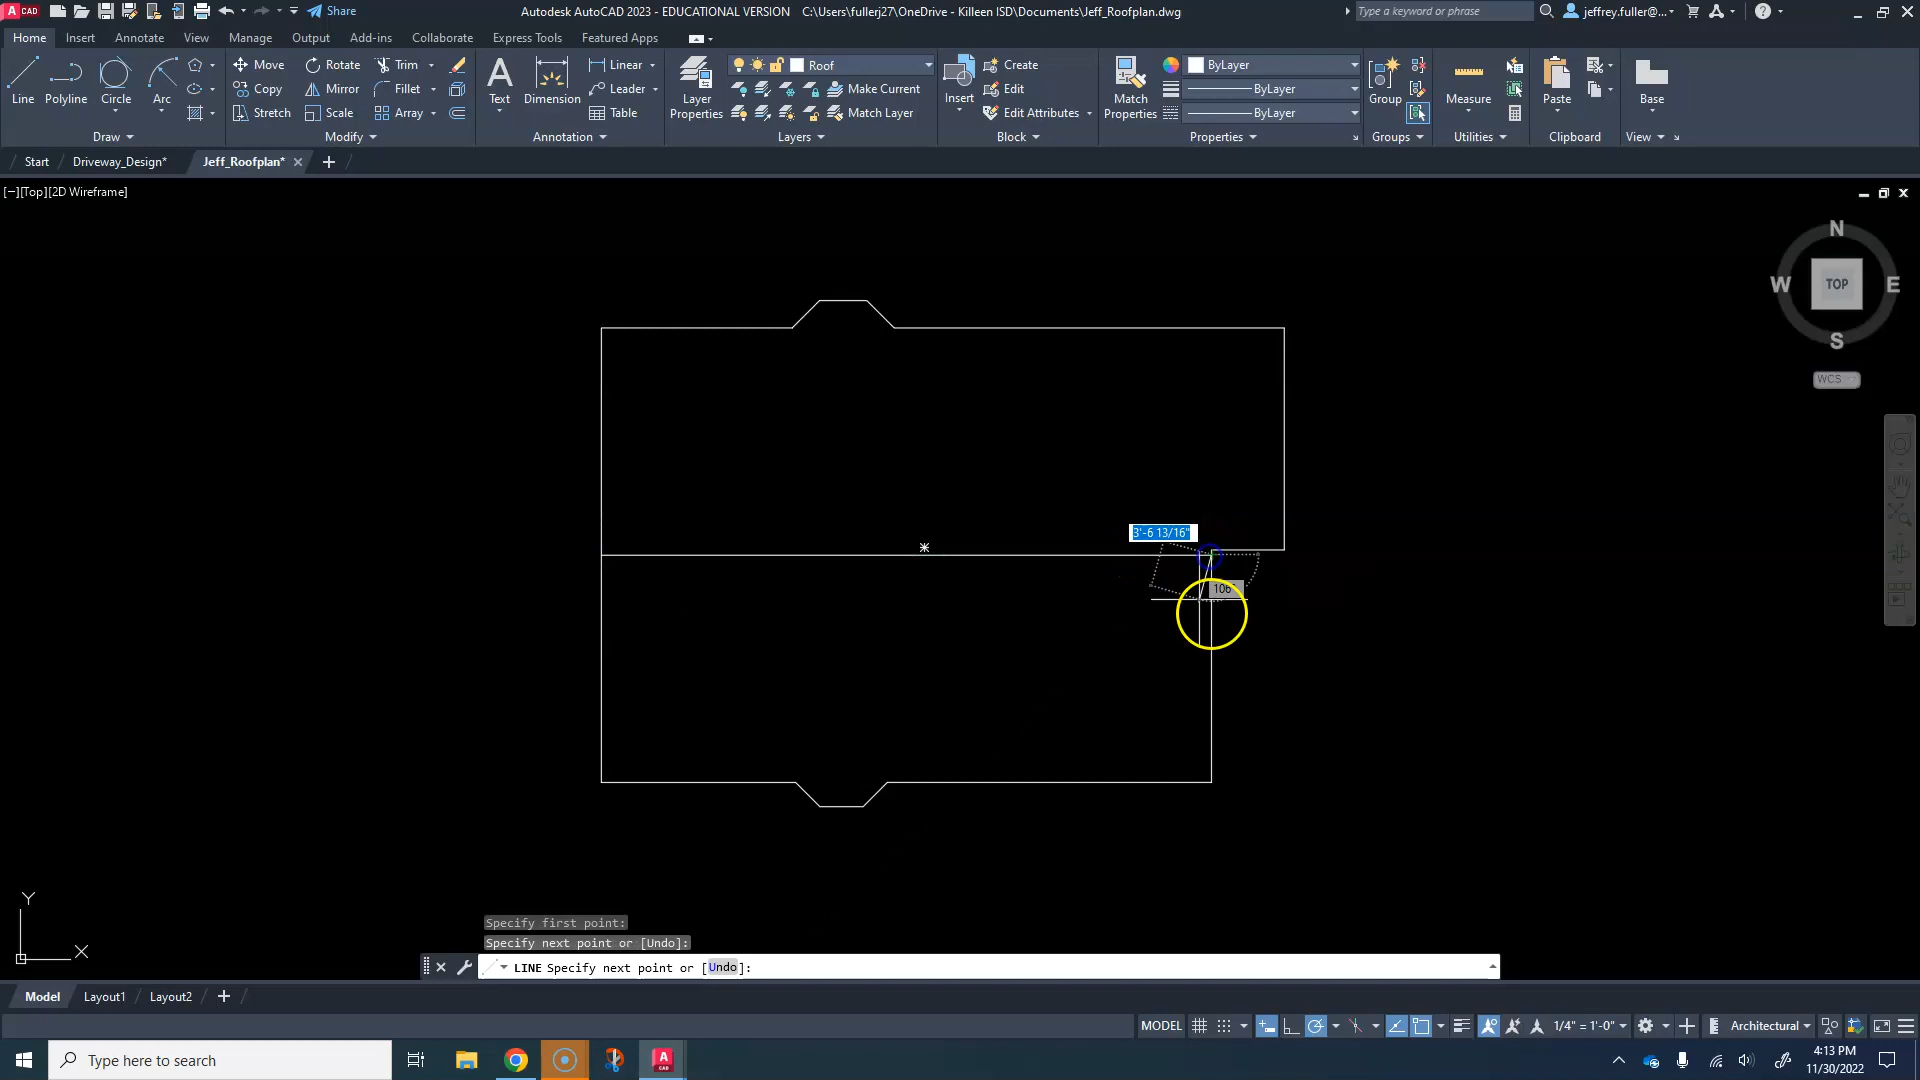 CAD
Share
Autodesk AutoCAD 2023 - EDUCATIONAL VERSION C:\Users\fullerj27\OneDrive - Killeen ISD\Documents\Jeff_Roofplan.dwg
Type a keyword or phrase
jeffrey.fuller@...
Home Insert Annotate View Manage Output Add-ins Collaborate Express Tools Featured Apps
Line Polyline Circle Arc
Move Rotate Trim
Copy Mirror Fillet
Stretch Scale Array
Text Dimension
Linear
Leader
Table
Layer Properties
Roof
Make Current
Match Layer
Insert
Create
Edit
Edit Attributes
Match Properties
ByLayer
ByLayer
ByLayer
Group
Measure
Paste
Base
Draw Modify Annotation Layers Block Properties Groups Utilities Clipboard View
Start Driveway_Design* Jeff_Roofplan*
[−][Top][2D Wireframe]
N
W TOP E
S
WCS
3'-6 13/16"
106
Y
X
Specify first point:
Specify next point or [Undo]:
LINE Specify next point or [Undo]:
Model Layout1 Layout2
MODEL 1/4" = 1'-0" Architectural
Type here to search
A
CAD
4:13 PM
11/30/2022